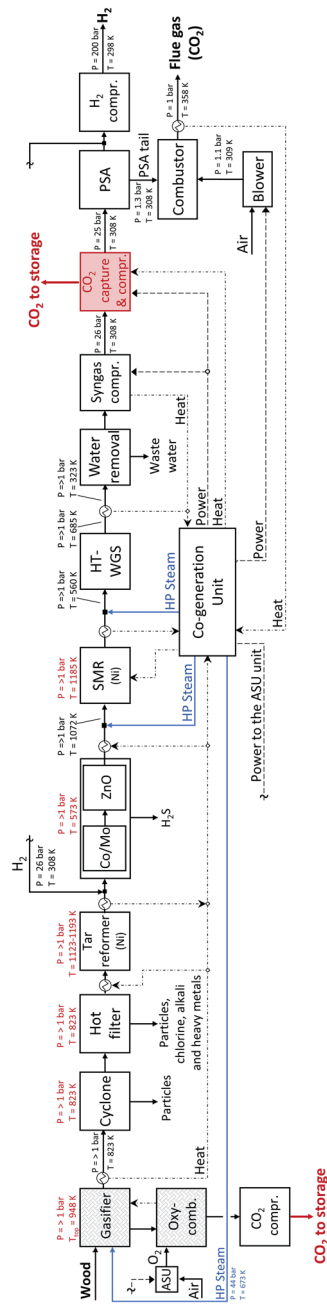 Wood
P = > 1 bar
T_top = 948 K
Gasifier
P = > 1 bar
T = 823 K
P = > 1 bar
T = 823 K
Cyclone
Particles
P = > 1 bar
T = 823 K
Hot
filter
Particles,
chlorine, alkali
and heavy metals
P = >1 bar
T = 1123-1193 K
Tar
reformer
(Ni)
H₂
P = 26 bar
T = 308 K
P = >1 bar
T = 573 K
Co/Mo
ZnO
H₂S
P =>1 bar
T = 1072 K
P = >1 bar
T = 1185 K
SMR
(Ni)
P =>1 bar
T = 560 K
HT-
WGS
P =>1 bar
T = 685 K
P =>1 bar
T = 323 K
Water
removal
Waste
water
Syngas
compr.
Heat
P = 26 bar
T = 308 K
CO₂ to storage
CO₂
capture
& compr.
P = 25 bar
T = 308 K
PSA
P = 1.3 bar
T = 308 K
PSA tail
H₂
compr.
P = 200 bar
T = 298 K
H₂
Combustor
P = 1 bar
T = 358 K
Flue gas
(CO₂)
P = 1.1 bar
T = 309 K
Blower
Air
HP Steam
HP Steam
Co-generation
Unit
Power
Heat
Power
Heat
Power to the ASU unit
Heat
Oxy-
comb.
O₂
ASU
Air
HP Steam
P = 44 bar
T = 673 K
CO₂
compr.
CO₂ to storage